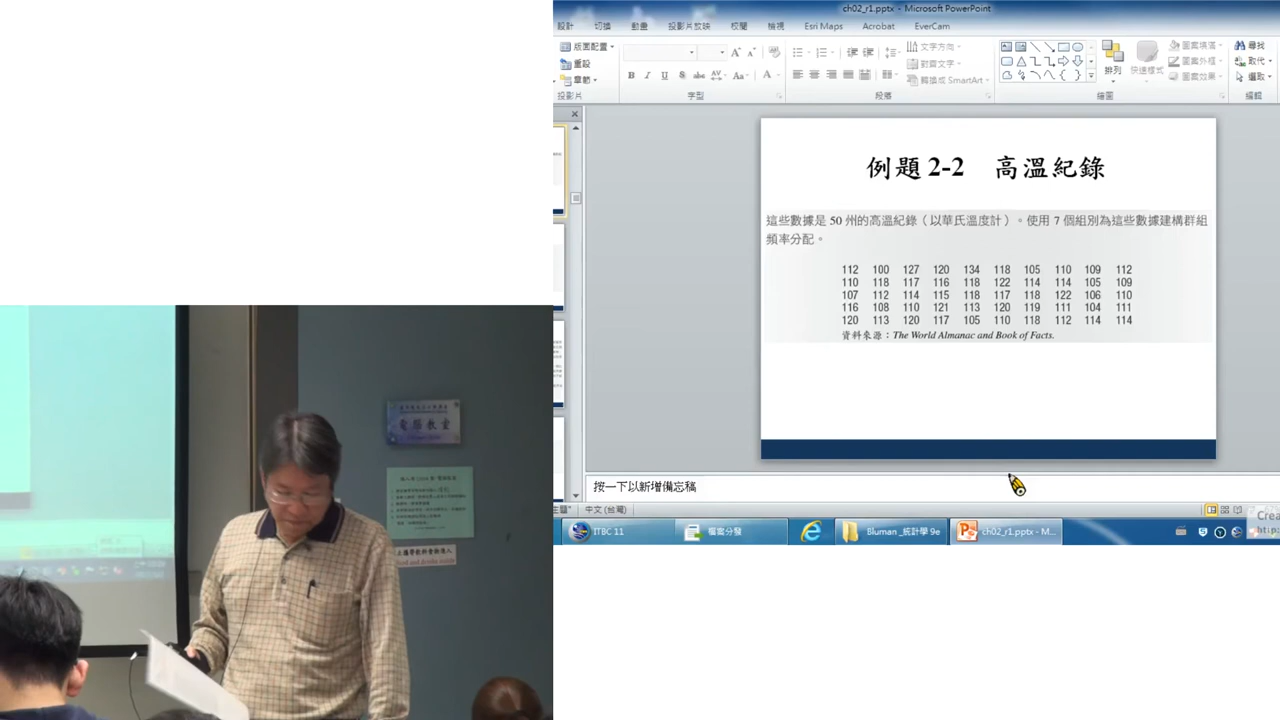 ch02_r1.pptx - Microsoft PowerPoint
設計 切換 動畫 投影片放映 校閱 檢視 Esri Maps Acrobat EverCam
版面配置
重設
章節
投影片
字型
文字方向
對齊文字
轉換成 SmartArt
段落
排列
快速樣式
圖案填滿
圖案外框
圖案效果
繪圖
尋找
取代
選取
編輯
例題 2-2 高溫紀錄
這些數據是 50 州的高溫紀錄（以華氏溫度計）。使用 7 個組別為這些數據建構群組
頻率分配。
112 100 127 120 134 118 105 110 109 112
110 118 117 116 118 122 114 114 105 109
107 112 114 115 118 117 118 122 106 110
116 108 110 121 113 120 119 111 104 111
120 113 120 117 105 110 118 112 114 114
資料來源：The World Almanac and Book of Facts.
按一下以新增備忘稿
中文 (台灣)
ITBC 11 檔案分發 Bluman _統計學 9e ch02_r1.pptx - M...
Crea
http:
電腦教室
food and drinks inside